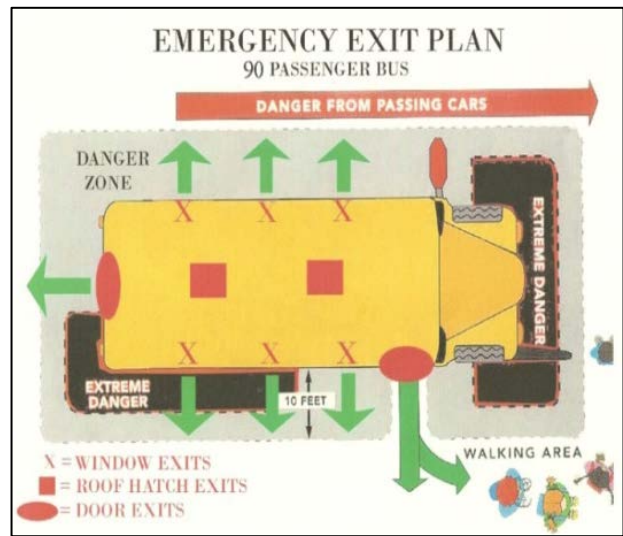 EMERGENCY EXIT PLAN
90 PASSENGER BUS
DANGER FROM PASSING CARS
DANGER
ZONE
X X X
EXTREME DANGER
X X X
EXTREME
DANGER
10 FEET
WALKING AREA
X = WINDOW EXITS
= ROOF HATCH EXITS
= DOOR EXITS